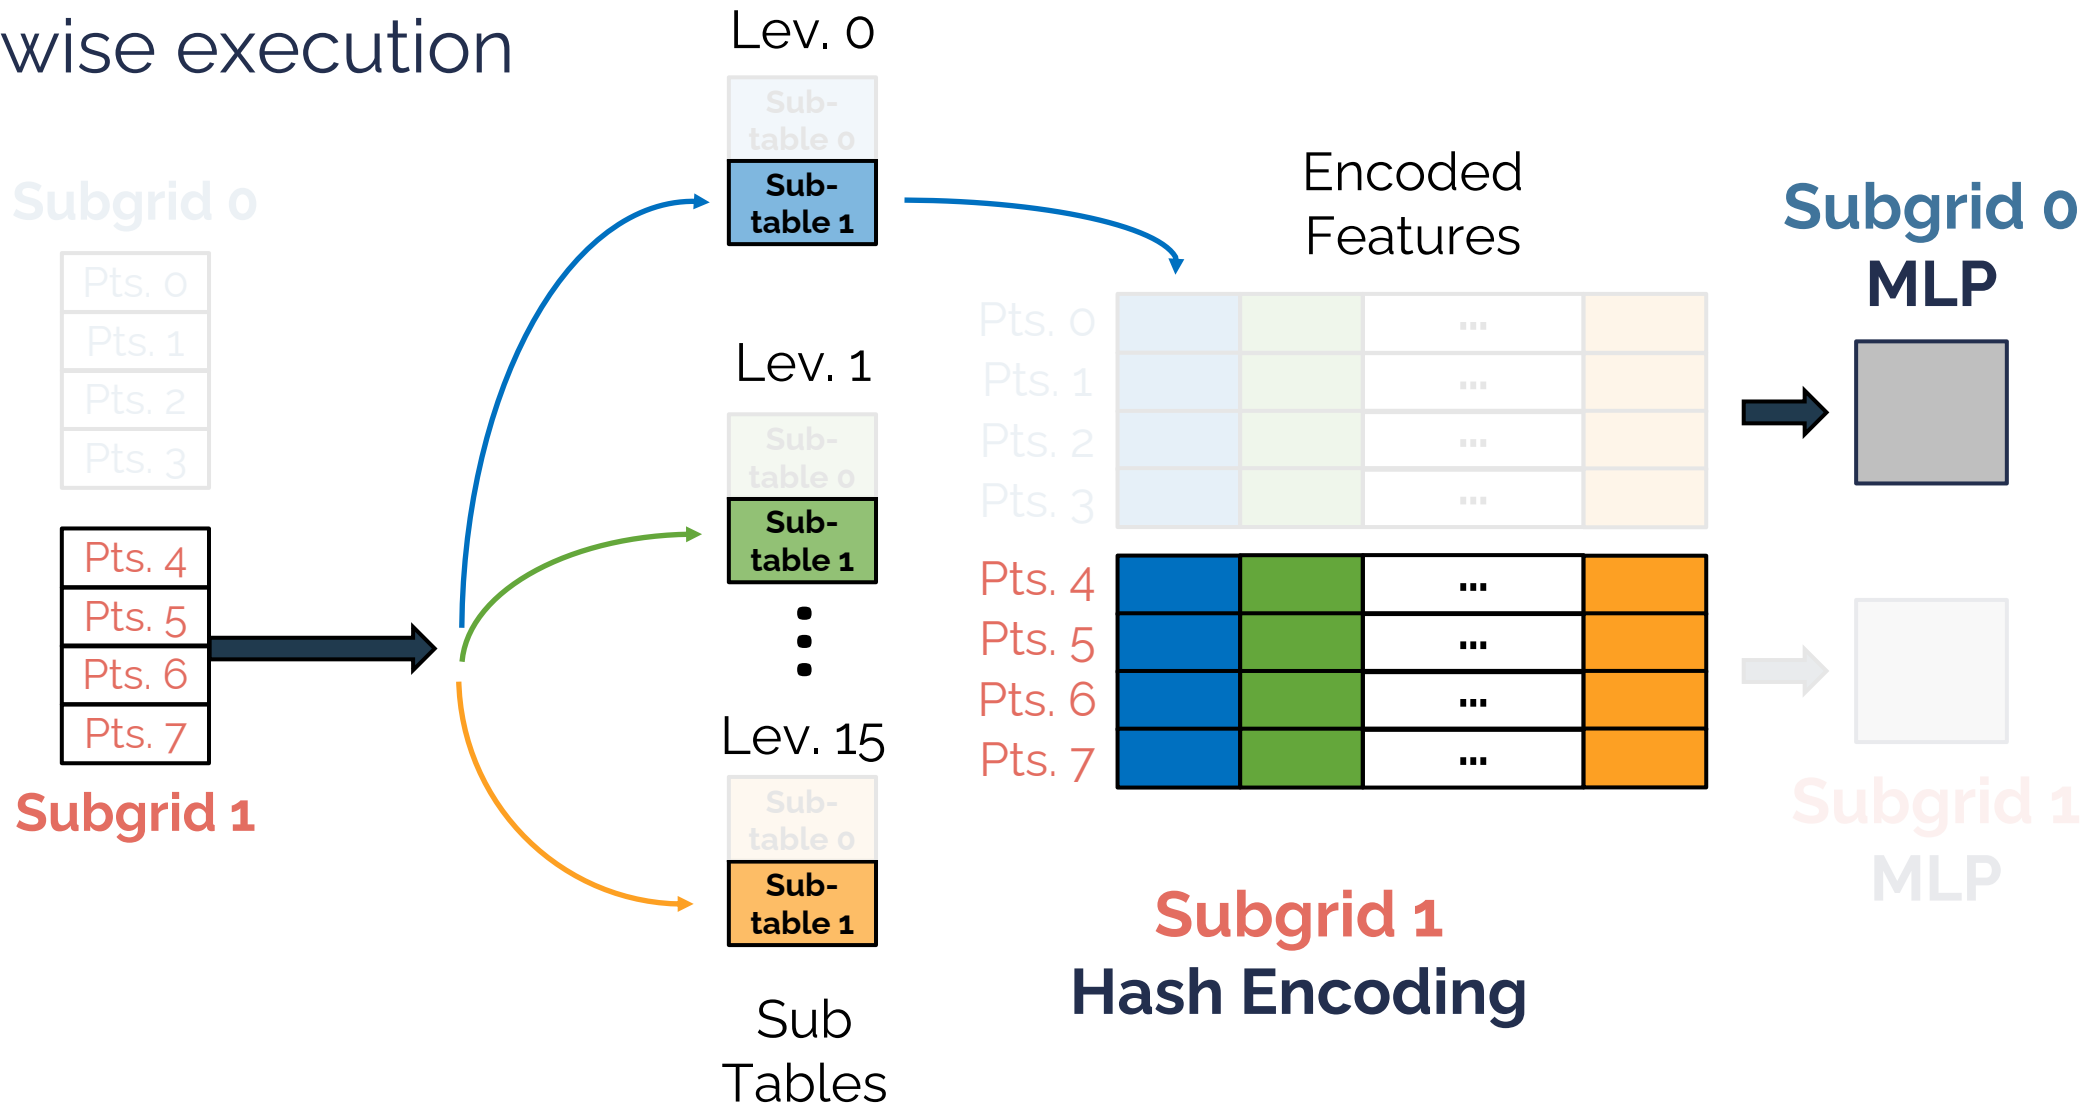 wise execution
Subgrid 0
Pts. 0
Pts. 1
Pts. 2
Pts. 3
Pts. 4
Pts. 5
Pts. 6
Pts. 7
Subgrid 1
Lev. 0
Sub-
table 0
Sub-
table 1
Lev. 1
Sub-
table 0
Sub-
table 1
Lev. 15
Sub-
table 0
Sub-
table 1
Sub
Tables
Encoded
Features
Pts. 0 ...
Pts. 1 ...
Pts. 2 ...
Pts. 3 ...
Pts. 4 ...
Pts. 5 ...
Pts. 6 ...
Pts. 7 ...
Subgrid 1
Hash Encoding
Subgrid 0
MLP
Subgrid 1
MLP